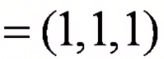 = (1,1,1)